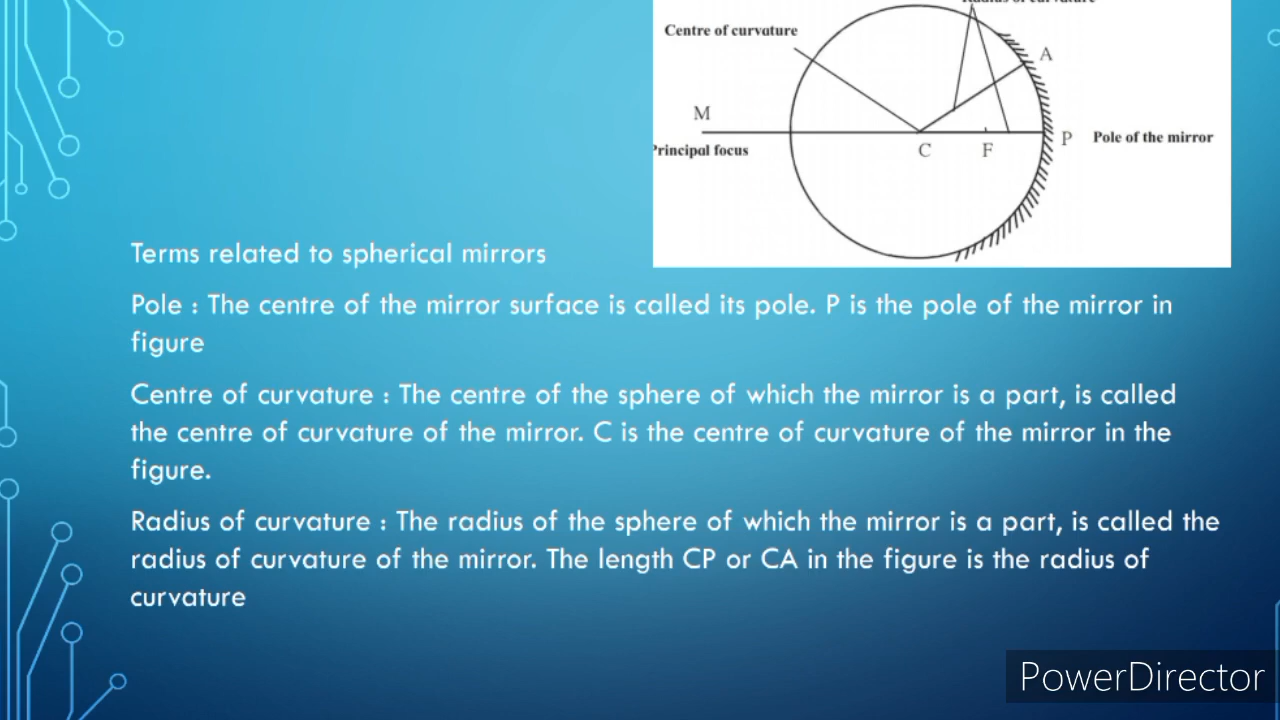 Radius of curvature
Centre of curvature
A
M
P Pole of the mirror
Principal focus
C F
Terms related to spherical mirrors
Pole : The centre of the mirror surface is called its pole. P is the pole of the mirror in
figure
Centre of curvature : The centre of the sphere of which the mirror is a part, is called
the centre of curvature of the mirror. C is the centre of curvature of the mirror in the
figure.
Radius of curvature : The radius of the sphere of which the mirror is a part, is called the
radius of curvature of the mirror. The length CP or CA in the figure is the radius of
curvature
PowerDirector